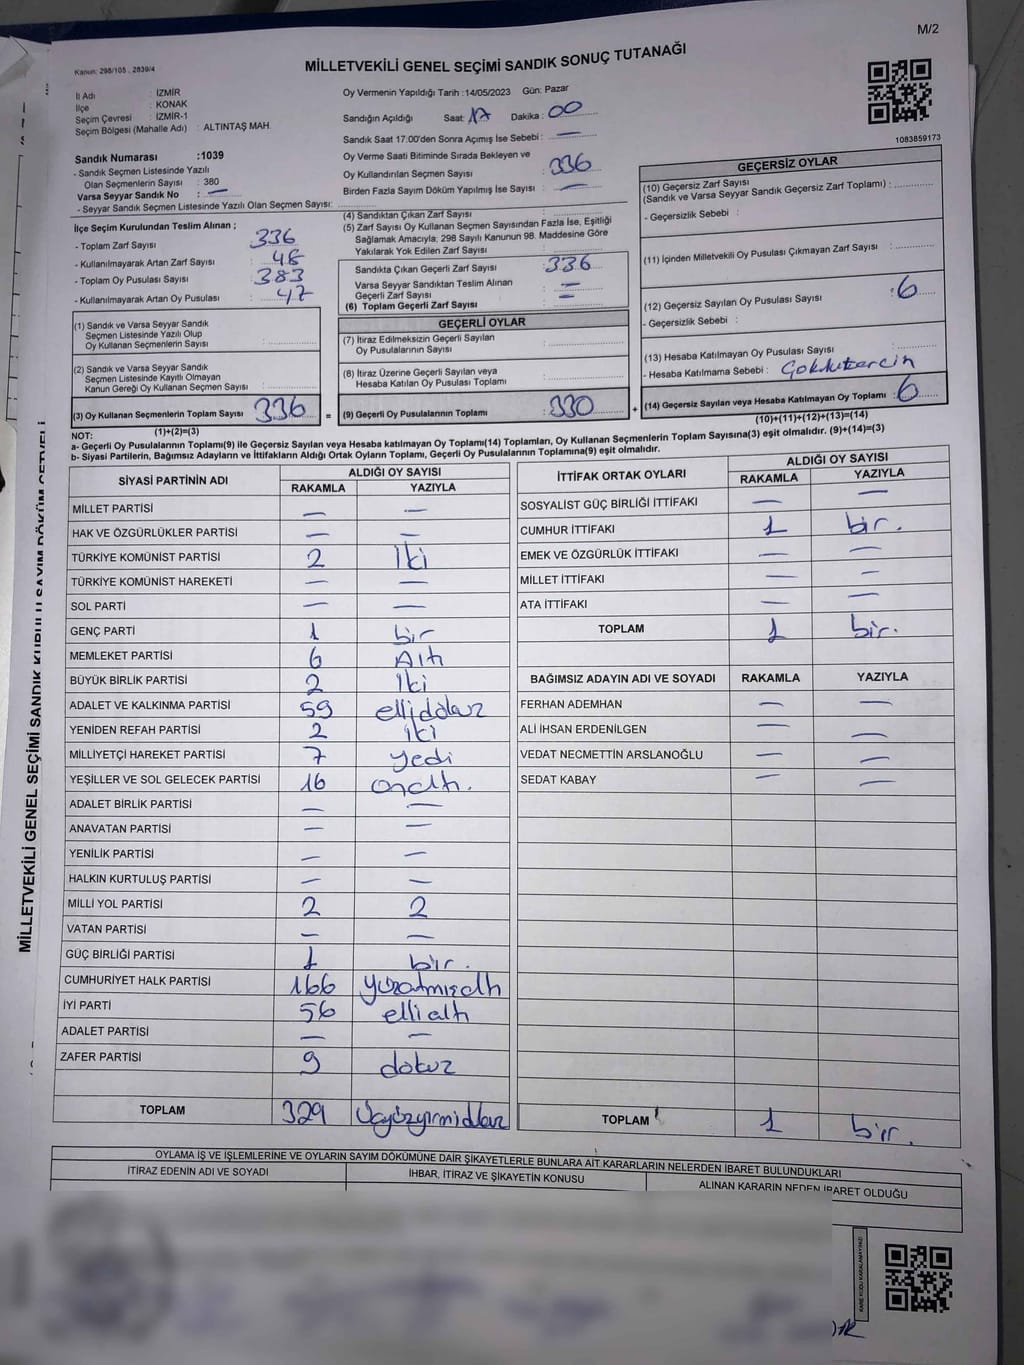 M/2
Kanun: 298/105 , 2839/4
MİLLETVEKİLİ GENEL SEÇİMİ SANDIK SONUÇ TUTANAĞI
İl Adı : İZMİR
İlçe : KONAK
Seçim Çevresi : İZMİR-1
Seçim Bölgesi (Mahalle Adı) : ALTINTAŞ MAH.
Sandık Numarası :1039
- Sandık Seçmen Listesinde Yazılı
Olan Seçmenlerin Sayısı : 380
Varsa Seyyar Sandık No : —
- Seyyar Sandık Seçmen Listesinde Yazılı Olan Seçmen Sayısı:
Oy Vermenin Yapıldığı Tarih :14/05/2023 Gün: Pazar
Sandığın Açıldığı Saat: 17 Dakika : 00
Sandık Saat 17:00'den Sonra Açımış İse Sebebi : —
Oy Verme Saati Bitiminde Sırada Bekleyen ve
Oy Kullandırılan Seçmen Sayısı : 336
Birden Fazla Sayım Döküm Yapılmış İse Sayısı : —
1083859173
İlçe Seçim Kurulundan Teslim Alınan ;
- Toplam Zarf Sayısı : 336
- Kullanılmayarak Artan Zarf Sayısı : 48
- Toplam Oy Pusulası Sayısı : 383
- Kullanılmayarak Artan Oy Pusulası : 47
(4) Sandıktan Çıkan Zarf Sayısı :
(5) Zarf Sayısı Oy Kullanan Seçmen Sayısından Fazla İse, Eşitliği
Sağlamak Amacıyla, 298 Sayılı Kanunun 98. Maddesine Göre
Yakılarak Yok Edilen Zarf Sayısı
Sandıkta Çıkan Geçerli Zarf Sayısı : 336
Varsa Seyyar Sandıktan Teslim Alınan
Geçerli Zarf Sayısı : —
(6) Toplam Geçerli Zarf Sayısı : —
GEÇERSİZ OYLAR
(10) Geçersiz Zarf Sayısı
(Sandık ve Varsa Seyyar Sandık Geçersiz Zarf Toplamı) :
- Geçersizlik Sebebi :
(11) İçinden Milletvekili Oy Pusulası Çıkmayan Zarf Sayısı :
(12) Geçersiz Sayılan Oy Pusulası Sayısı : 6
- Geçersizlik Sebebi :
(13) Hesaba Katılmayan Oy Pusulası Sayısı :
- Hesaba Katılmama Sebebi :
(14) Geçersiz Sayılan veya Hesaba Katılmayan Oy Toplamı : 6
(10)+(11)+(12)+(13)=(14)
(1) Sandık ve Varsa Seyyar Sandık
Seçmen Listesinde Yazılı Olup
Oy Kullanan Seçmenlerin Sayısı :
(2) Sandık ve Varsa Seyyar Sandık
Seçmen Listesinde Kayıtlı Olmayan
Kanun Gereği Oy Kullanan Seçmen Sayısı :
(3) Oy Kullanan Seçmenlerin Toplam Sayısı 336 =
(1)+(2)=(3)
GEÇERLİ OYLAR
(7) İtiraz Edilmeksizin Geçerli Sayılan
Oy Pusulalarının Sayısı :
(8) İtiraz Üzerine Geçerli Sayılan veya
Hesaba Katılan Oy Pusulası Toplamı :
(9) Geçerli Oy Pusulalarının Toplamı : 330 +
NOT:
a- Geçerli Oy Pusulalarının Toplamı(9) ile Geçersiz Sayılan veya Hesaba katılmayan Oy Toplamı(14) Toplamları, Oy Kullanan Seçmenlerin Toplam Sayısına(3) eşit olmalıdır. (9)+(14)=(3)
b- Siyasi Partilerin, Bağımsız Adayların ve İttifakların Aldığı Ortak Oyların Toplamı, Geçerli Oy Pusulalarının Toplamına(9) eşit olmalıdır.
SİYASİ PARTİNİN ADI ALDIĞI OY SAYISI
RAKAMLA YAZIYLA
MİLLET PARTİSİ — —
HAK VE ÖZGÜRLÜKLER PARTİSİ — —
TÜRKİYE KOMÜNİST PARTİSİ 2 iki
TÜRKİYE KOMÜNİST HAREKETİ — —
SOL PARTİ — —
GENÇ PARTİ 1 bir
MEMLEKET PARTİSİ 6 Altı
BÜYÜK BİRLİK PARTİSİ 2 iki
ADALET VE KALKINMA PARTİSİ 59 ellidokuz
YENİDEN REFAH PARTİSİ 2 iki
MİLLİYETÇİ HAREKET PARTİSİ 7 yedi
YEŞİLLER VE SOL GELECEK PARTİSİ 16 onaltı.
ADALET BİRLİK PARTİSİ — —
ANAVATAN PARTİSİ — —
YENİLİK PARTİSİ — —
HALKIN KURTULUŞ PARTİSİ — —
MİLLİ YOL PARTİSİ 2 2
VATAN PARTİSİ — —
GÜÇ BİRLİĞİ PARTİSİ 1 bir.
CUMHURİYET HALK PARTİSİ 166 yüzatmışaltı
İYİ PARTİ 56 ellialtı
ADALET PARTİSİ — —
ZAFER PARTİSİ 9 dokuz
TOPLAM 329 Üçyüzyirmidokuz
İTTİFAK ORTAK OYLARI ALDIĞI OY SAYISI
RAKAMLA YAZIYLA
SOSYALİST GÜÇ BİRLİĞİ İTTİFAKI — —
CUMHUR İTTİFAKI 1 bir.
EMEK VE ÖZGÜRLÜK İTTİFAKI — —
MİLLET İTTİFAKI — —
ATA İTTİFAKI — —
TOPLAM 1 bir.
BAĞIMSIZ ADAYIN ADI VE SOYADI RAKAMLA YAZIYLA
FERHAN ADEMHAN — —
ALİ İHSAN ERDENİLGEN — —
VEDAT NECMETTİN ARSLANOĞLU — —
SEDAT KABAY — —
TOPLAM 1 bir.
OYLAMA İŞ VE İŞLEMLERİNE VE OYLARIN SAYIM DÖKÜMÜNE DAİR ŞİKAYETLERLE BUNLARA AİT KARARLARIN NELERDEN İBARET BULUNDUKLARI
İTİRAZ EDENİN ADI VE SOYADI İHBAR, İTİRAZ VE ŞİKAYETİN KONUSU ALINAN KARARIN NEDEN İBARET OLDUĞU
KARE KODU KARALAMAYINIZ!
MİLLETVEKİLİ GENEL SEÇİMİ SANDIK KURULU SAYIM DÖKÜM CETVELİ